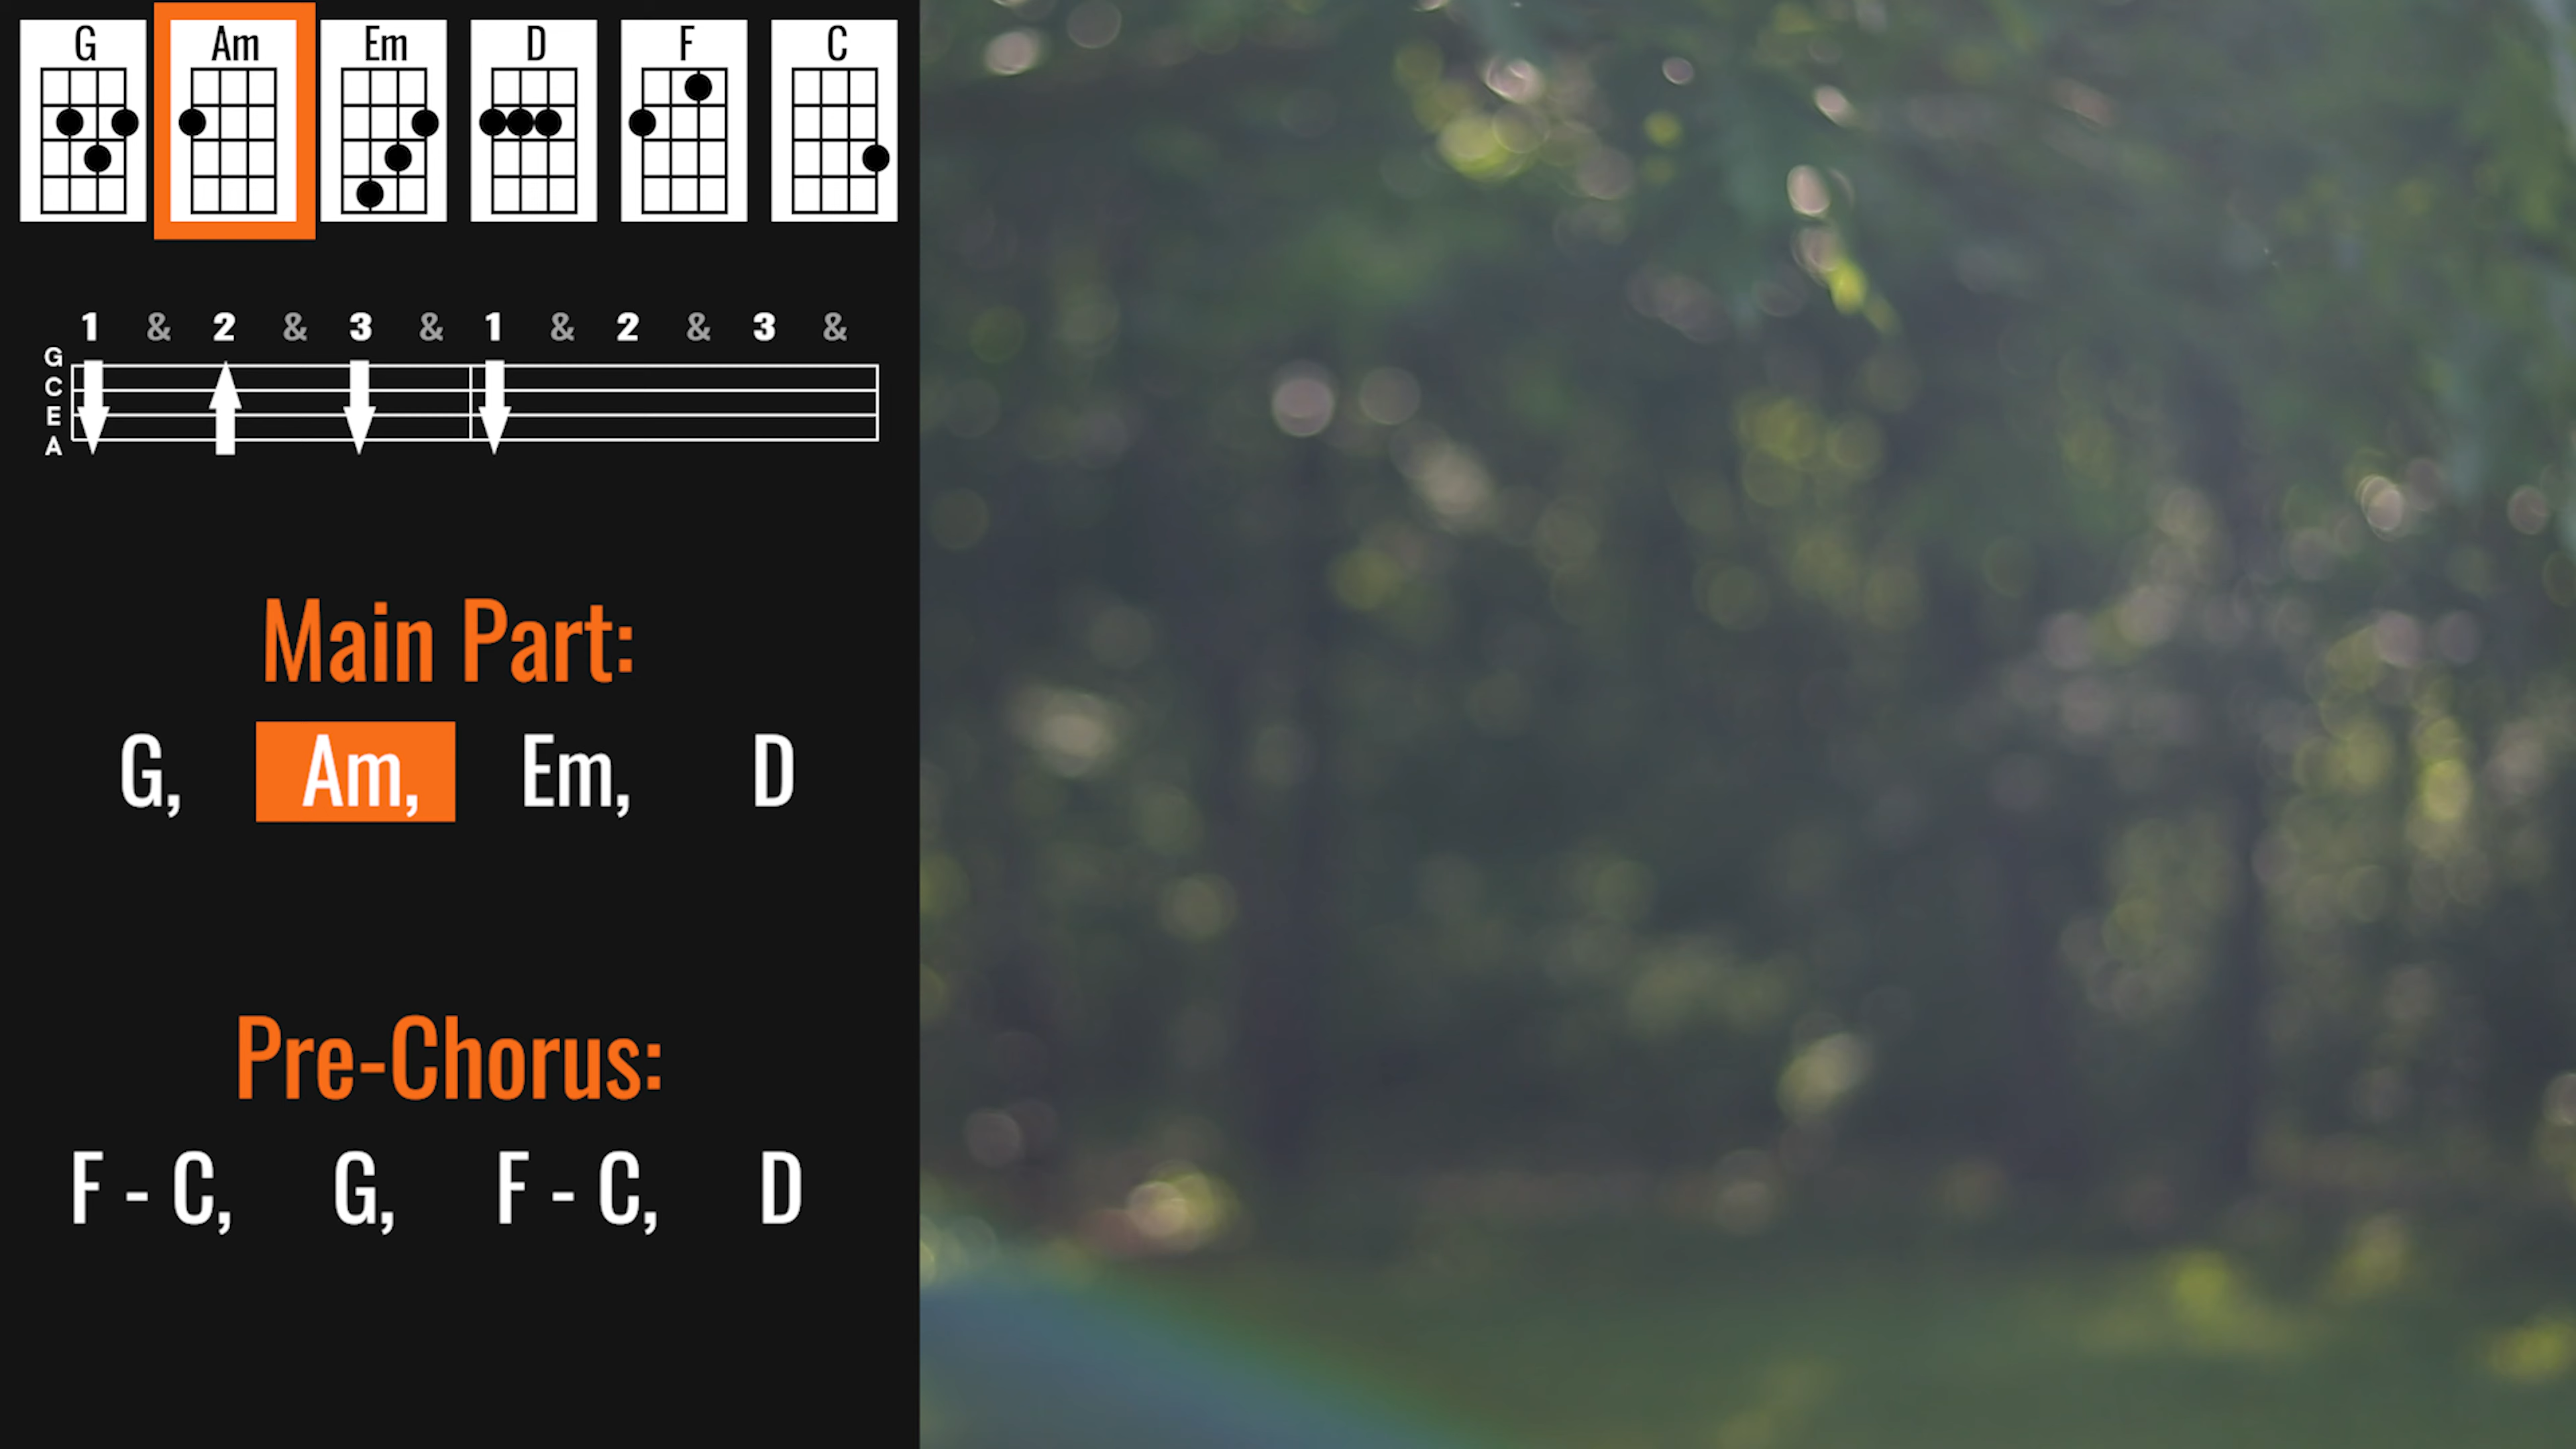 G Am Em D F C
1 & 2 & 3 & 1 & 2 & 3 &
G
C
E
A
Main Part:
G, Am, Em, D
Pre-Chorus:
F - C, G, F - C, D